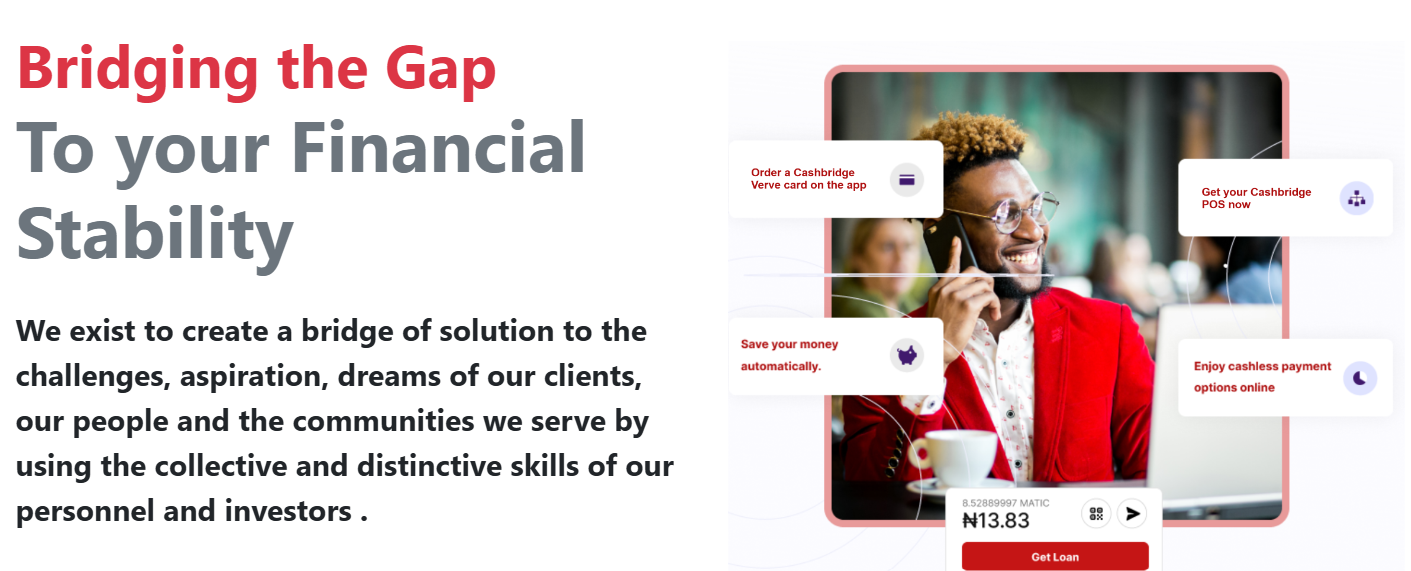 Bridging the Gap
To your Financial
Stability
We exist to create a bridge of solution to the
challenges, aspiration, dreams of our clients,
our people and the communities we serve by
using the collective and distinctive skills of our
personnel and investors .
Order a Cashbridge
Verve card on the app
Get your Cashbridge
POS now
Save your money
automatically.
Enjoy cashless payment
options online
8.52889997 MATIC
₦13.83
Get Loan